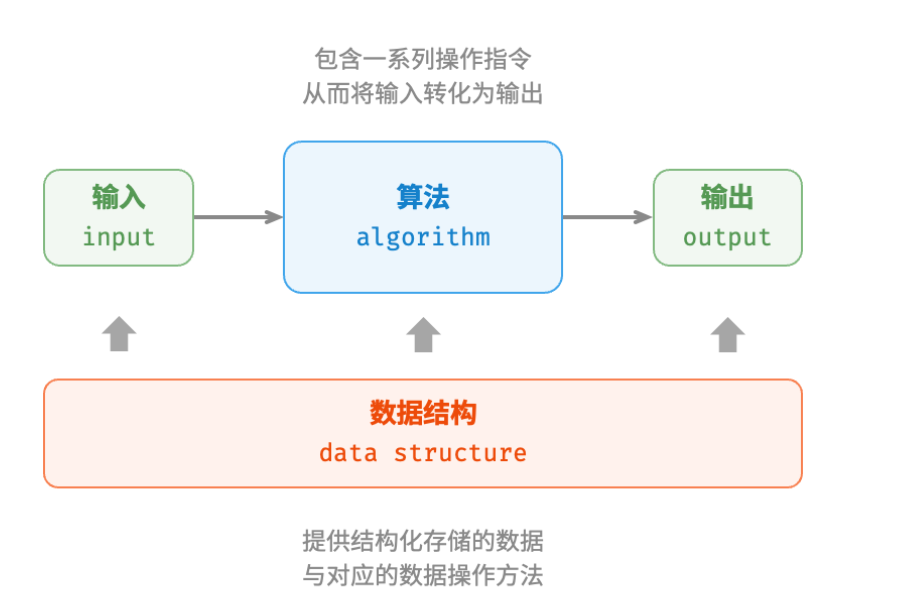 包含一系列操作指令
从而将输入转化为输出
输入
input
算法
algorithm
输出
output
数据结构
data structure
提供结构化存储的数据
与对应的数据操作方法